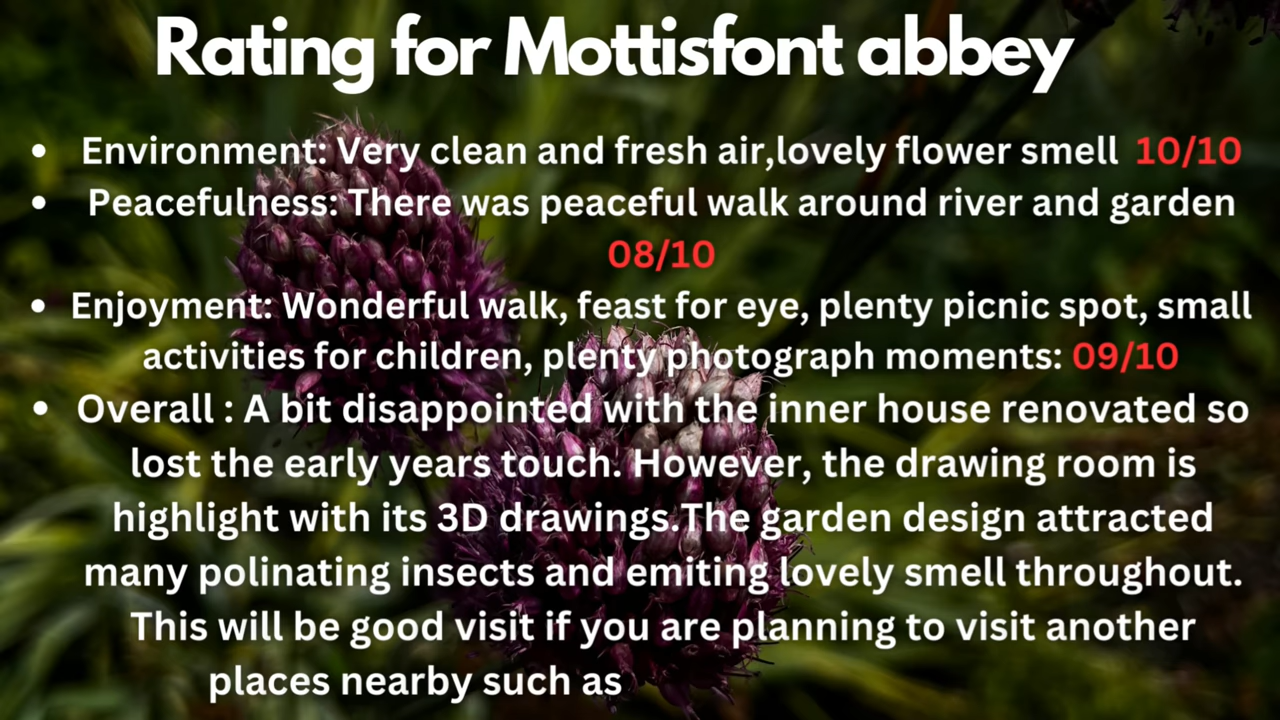 Rating for Mottisfont abbey
• Environment: Very clean and fresh air,lovely flower smell 10/10
• Peacefulness: There was peaceful walk around river and garden
08/10
• Enjoyment: Wonderful walk, feast for eye, plenty picnic spot, small
activities for children, plenty photograph moments: 09/10
• Overall : A bit disappointed with the inner house renovated so
lost the early years touch. However, the drawing room is
highlight with its 3D drawings.The garden design attracted
many polinating insects and emiting lovely smell throughout.
This will be good visit if you are planning to visit another
places nearby such as